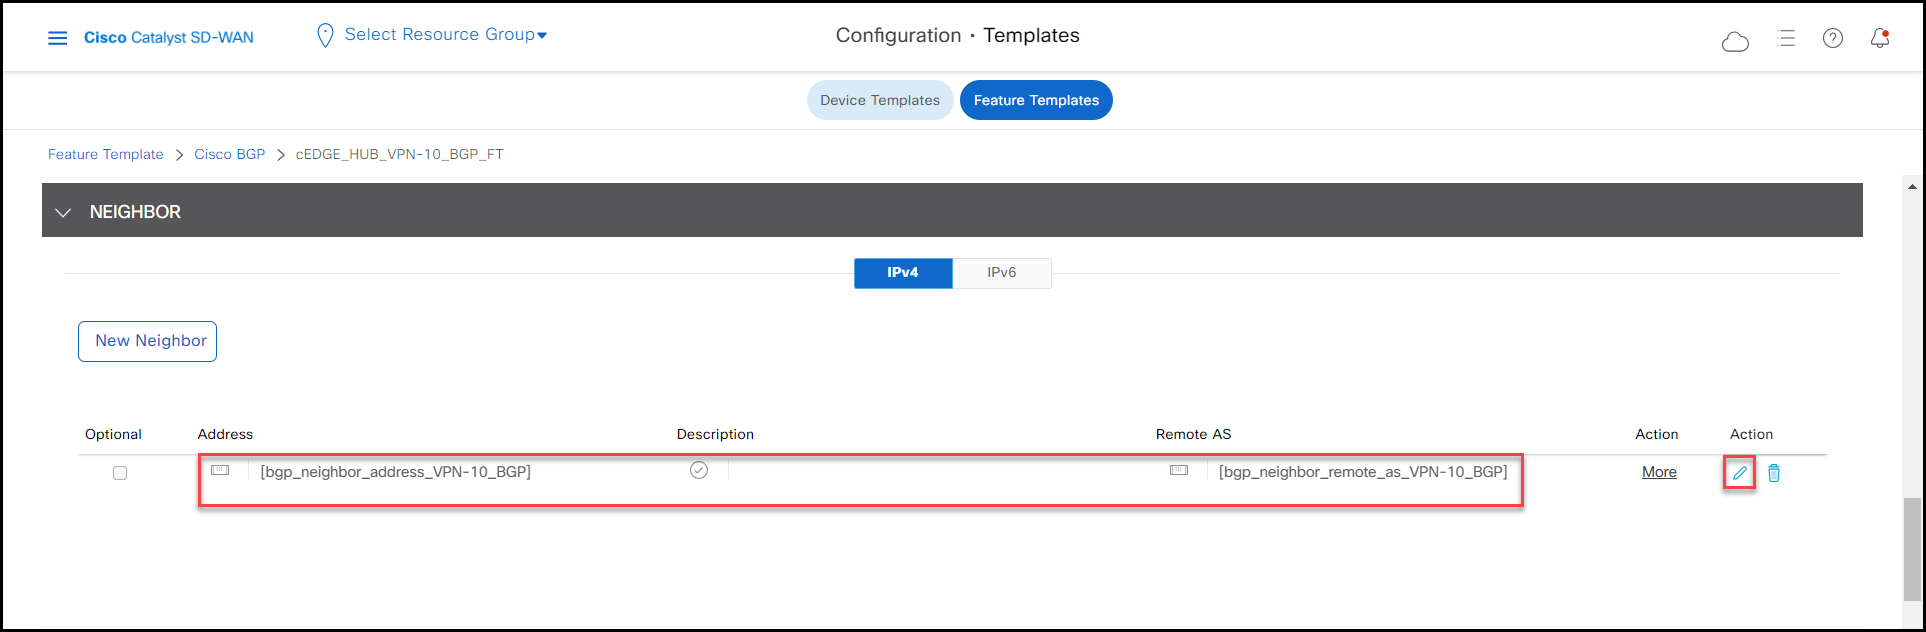 Cisco Catalyst SD-WAN
Select Resource Group
Configuration · Templates
Device Templates
Feature Templates
Feature Template > Cisco BGP > cEDGE_HUB_VPN-10_BGP_FT
NEIGHBOR
IPv4
IPv6
New Neighbor
Optional Address Description Remote AS Action Action
[bgp_neighbor_address_VPN-10_BGP] [bgp_neighbor_remote_as_VPN-10_BGP] More